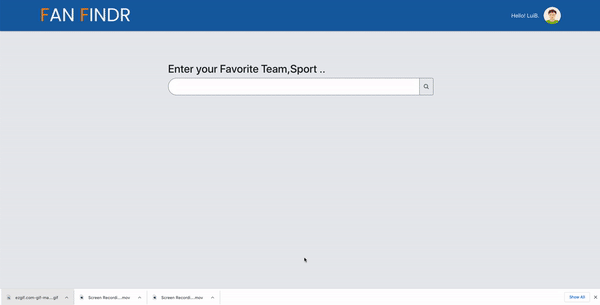 FAN FINDR
Hello! LuiB.
Enter your Favorite Team,Sport ..
ezgif.com-gif-ma....gif
Screen Recordi....mov
Screen Recordi....mov
Show All